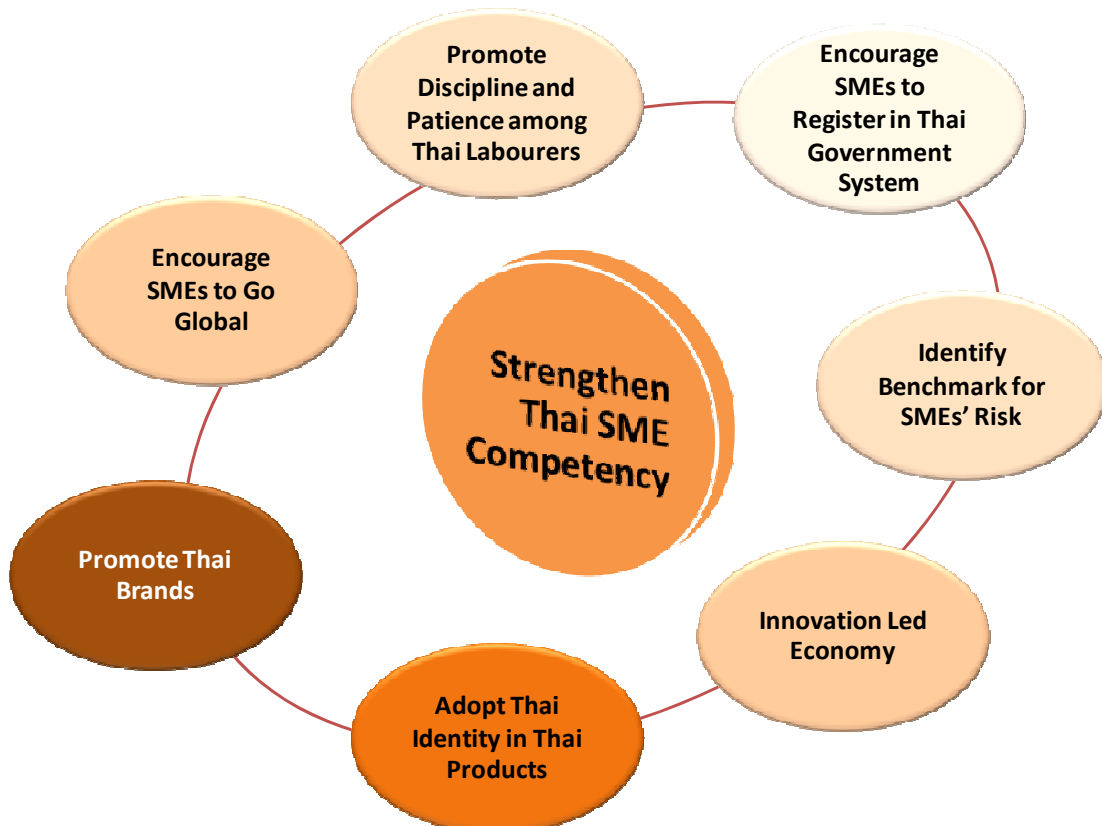 Promote
Discipline and
Patience among
Thai Labourers
Encourage
SMEs to
Register in Thai
Government
System
Encourage
SMEs to Go
Global
Identify
Benchmark for
SMEs’ Risk
Strengthen
Thai SME
Competency
Promote Thai
Brands
Innovation Led
Economy
Adopt Thai
Identity in Thai
Products